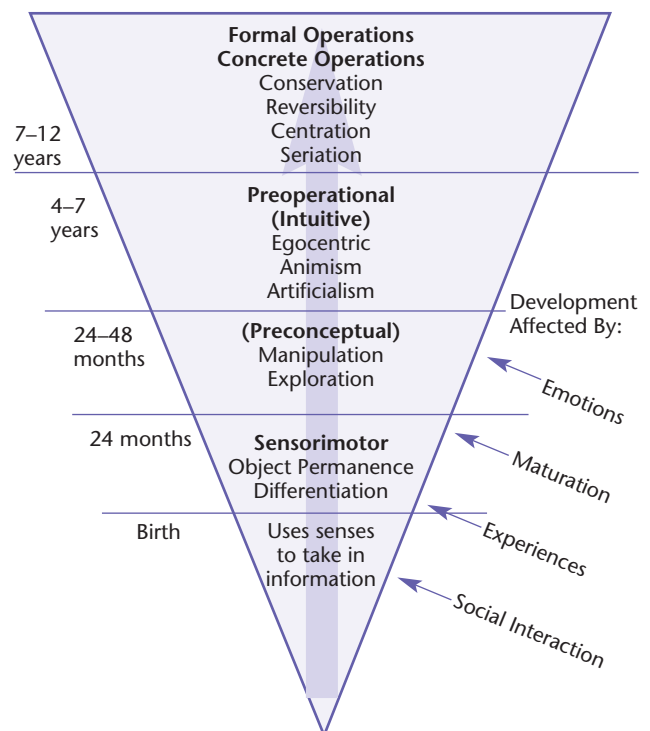 Formal Operations
Concrete Operations
Conservation
Reversibility
Centration
Seriation
7–12
years
4–7
years
Preoperational
(Intuitive)
Egocentric
Animism
Artificialism
Development
Affected By:
24–48
months
(Preconceptual)
Manipulation
Exploration
Emotions
24 months
Sensorimotor
Object Permanence
Differentiation
Maturation
Birth
Uses senses
to take in
information
Experiences
Social Interaction